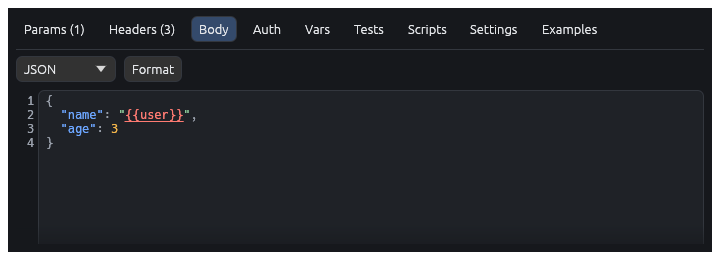 Params (1) Headers (3) Body Auth Vars Tests Scripts Settings Examples
JSON Format
1 {
2   "name": "{{user}}",
3   "age": 3
4 }